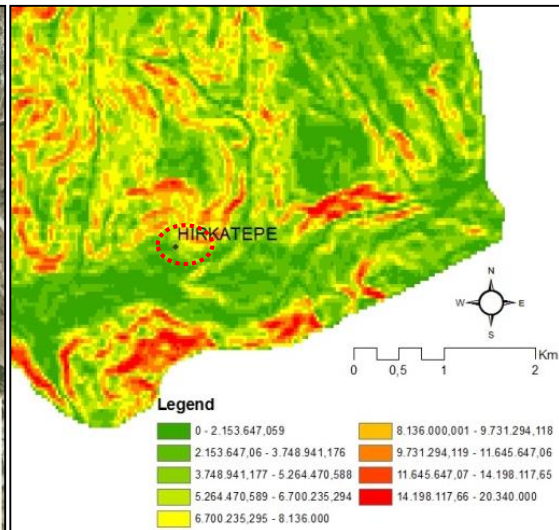 HIRKATEPE
N
W E
S
Km
0 0,5 1 2
Legend
0 - 2.153.647,059
2.153.647,06 - 3.748.941,176
3.748.941,177 - 5.264.470,588
5.264.470,589 - 6.700.235,294
6.700.235,295 - 8.136.000
8.136.000,001 - 9.731.294,118
9.731.294,119 - 11.645.647,06
11.645.647,07 - 14.198.117,65
14.198.117,66 - 20.340.000